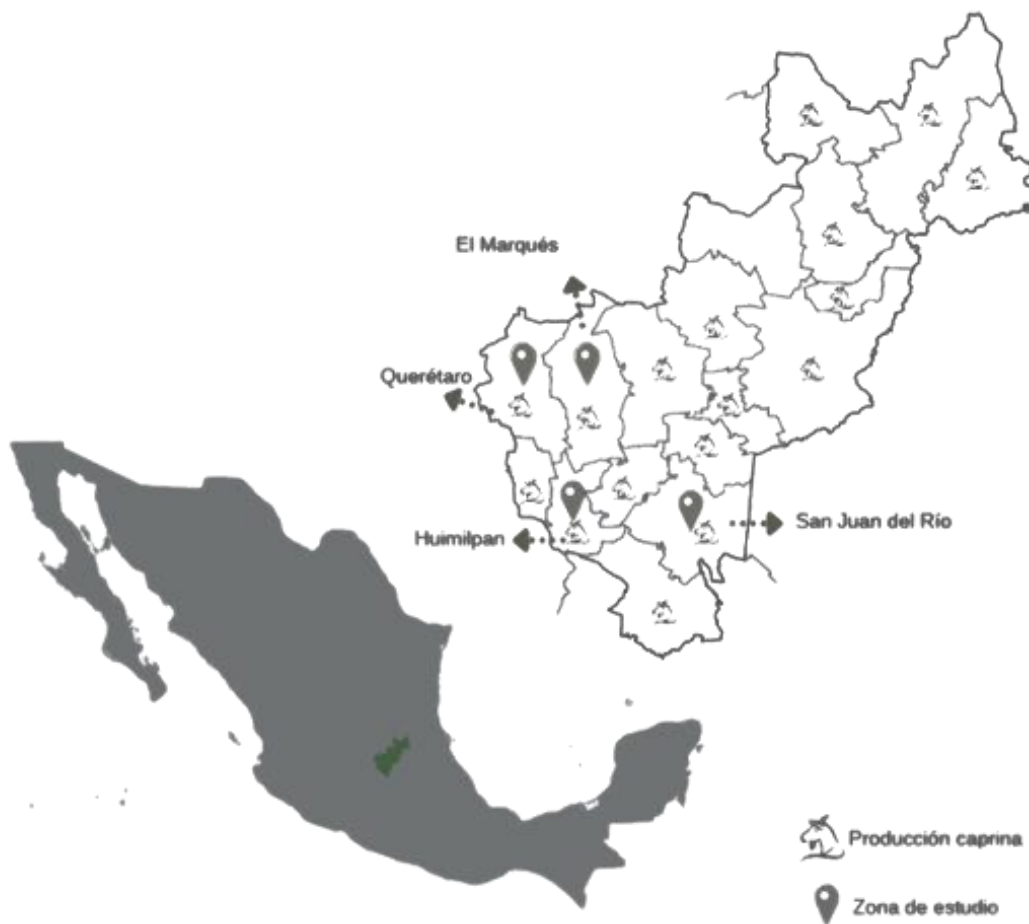 El Marqués
Querétaro
Huimilpan
San Juan del Río
Producción caprina
Zona de estudio